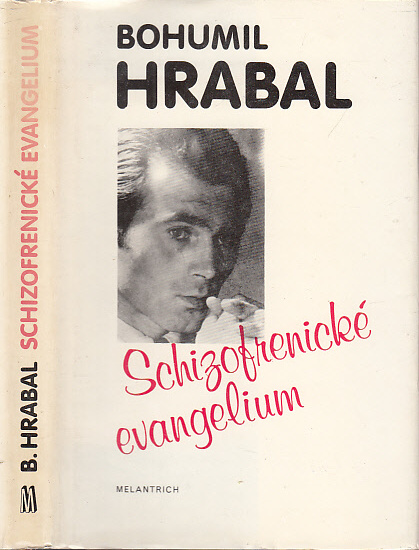 B. HRABAL SCHIZOFRENICKÉ EVANGELIUM
BOHUMIL
HRABAL
Schizofrenické
evangelium
MELANTRICH